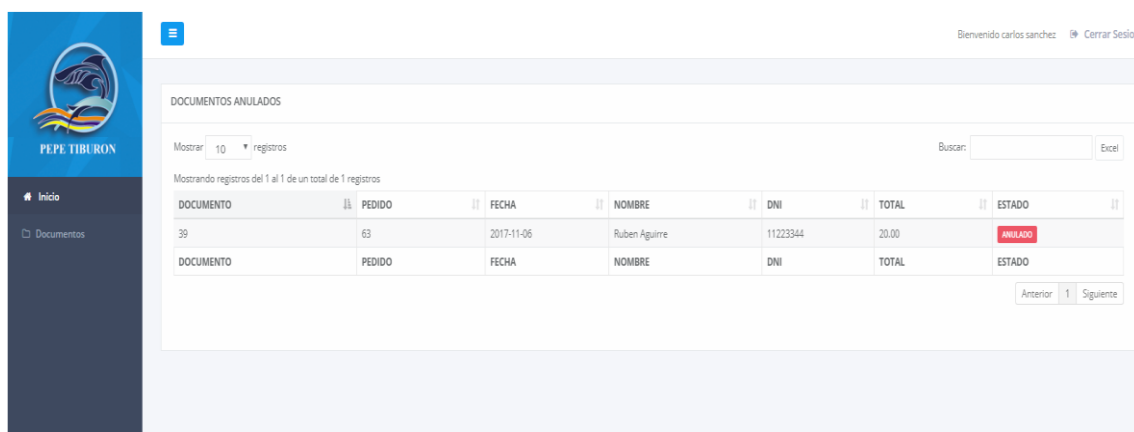 Bienvenido carlos sanchez Cerrar Sesio
PEPE TIBURON
Inicio
Documentos
DOCUMENTOS ANULADOS
Mostrar 10 registros Buscar: Excel
Mostrando registros del 1 al 1 de un total de 1 registros
DOCUMENTO PEDIDO FECHA NOMBRE DNI TOTAL ESTADO
39 63 2017-11-06 Ruben Aguirre 11223344 20.00 ANULADO
DOCUMENTO PEDIDO FECHA NOMBRE DNI TOTAL ESTADO
Anterior 1 Siguiente